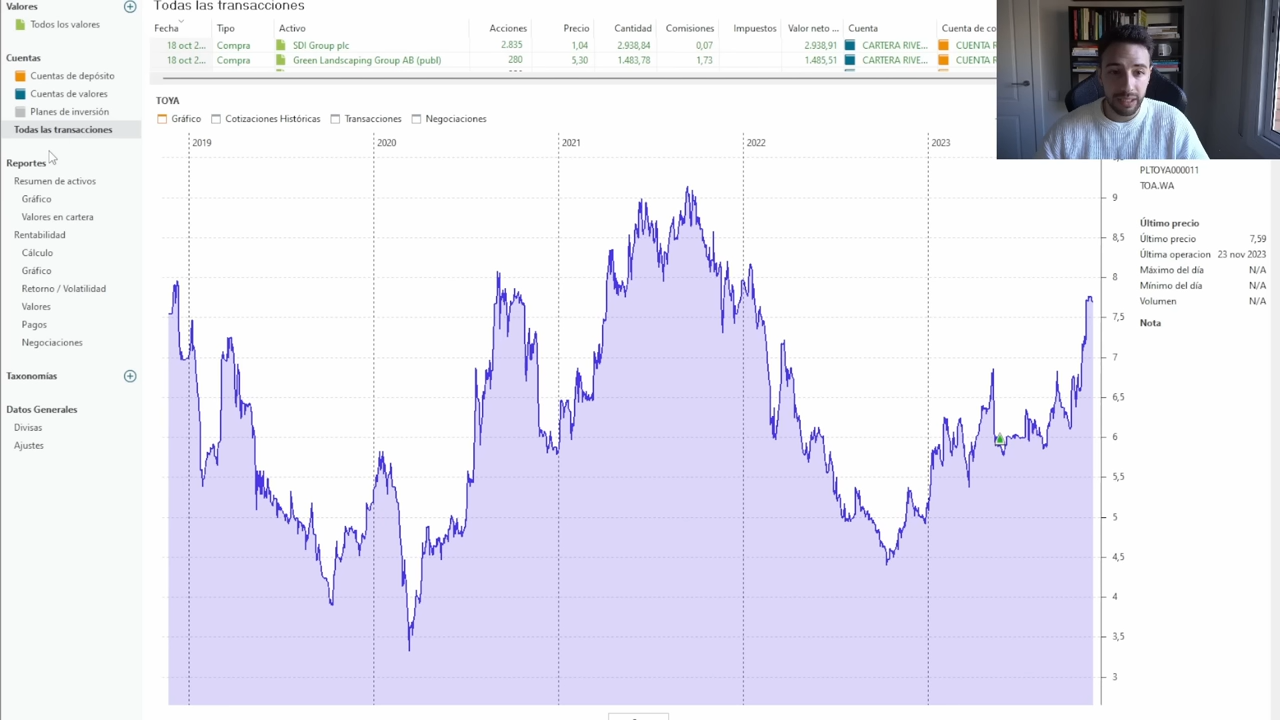 Valores
Todos los valores
Cuentas
Cuentas de depósito
Cuentas de valores
Planes de inversión
Todas las transacciones
Reportes
Resumen de activos
Gráfico
Valores en cartera
Rentabilidad
Cálculo
Gráfico
Retorno / Volatilidad
Valores
Pagos
Negociaciones
Taxonomías
Datos Generales
Divisas
Ajustes
Todas las transacciones
Fecha Tipo Activo Acciones Precio Cantidad Comisiones Impuestos Valor neto ... Cuenta Cuenta de co
18 oct 2... Compra SDI Group plc 2.835 1,04 2.938,84 0,07 2.938,91 CARTERA RIVE... CUENTA F
18 oct 2... Compra Green Landscaping Group AB (publ) 280 5,30 1.483,78 1,73 1.485,51 CARTERA RIVE... CUENTA F
TOYA
Gráfico Cotizaciones Históricas Transacciones Negociaciones
2019 2020 2021 2022 2023
9
8,5
8
7,5
7
6,5
6
5,5
5
4,5
4
3,5
3
PLTOYA000011
TOA.WA
Último precio
Último precio 7,59
Última operacion 23 nov 2023
Máximo del día N/A
Mínimo del día N/A
Volumen N/A
Nota